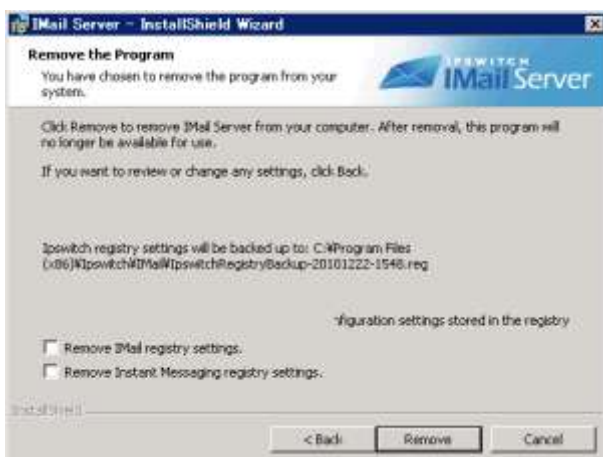 IMail Server - InstallShield Wizard
Remove the Program
You have chosen to remove the program from your
system.
IPSWITCH
IMail Server
Click Remove to remove IMail Server from your computer. After removal, this program will
no longer be available for use.
If you want to review or change any settings, click Back.
Ipswitch registry settings will be backed up to: C:¥Program Files
(x86)¥Ipswitch¥IMail¥IpswitchRegistryBackup-20101222-1548.reg
figuration settings stored in the registry
Remove IMail registry settings.
Remove Instant Messaging registry settings.
InstallShield
< Back
Remove
Cancel